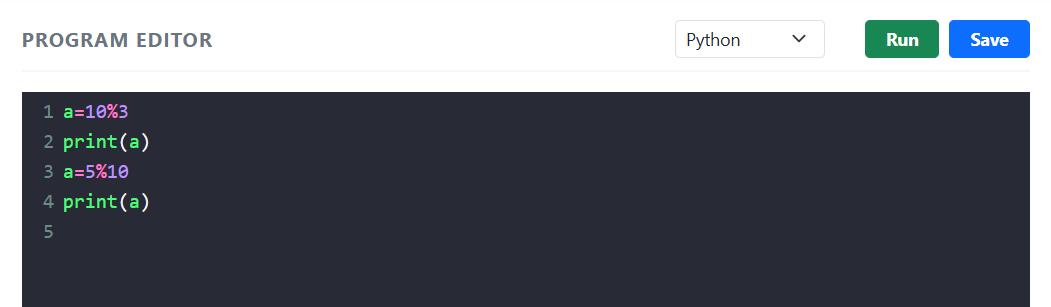 PROGRAM EDITOR Python Run Save
1 a=10%3
2 print(a)
3 a=5%10
4 print(a)
5